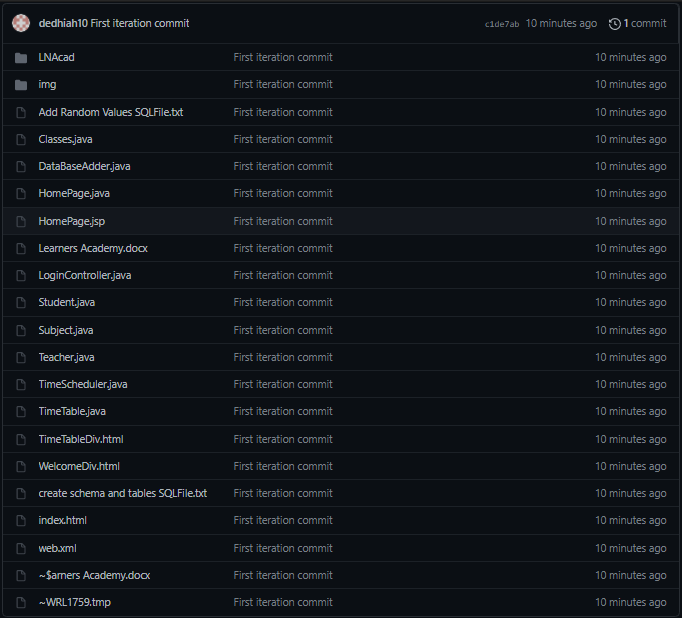 dedhiah10 First iteration commit c1de7ab 10 minutes ago 1 commit
LNAcad First iteration commit 10 minutes ago
img First iteration commit 10 minutes ago
Add Random Values SQLFile.txt First iteration commit 10 minutes ago
Classes.java First iteration commit 10 minutes ago
DataBaseAdder.java First iteration commit 10 minutes ago
HomePage.java First iteration commit 10 minutes ago
HomePage.jsp First iteration commit 10 minutes ago
Learners Academy.docx First iteration commit 10 minutes ago
LoginController.java First iteration commit 10 minutes ago
Student.java First iteration commit 10 minutes ago
Subject.java First iteration commit 10 minutes ago
Teacher.java First iteration commit 10 minutes ago
TimeScheduler.java First iteration commit 10 minutes ago
TimeTable.java First iteration commit 10 minutes ago
TimeTableDiv.html First iteration commit 10 minutes ago
WelcomeDiv.html First iteration commit 10 minutes ago
create schema and tables SQLFile.txt First iteration commit 10 minutes ago
index.html First iteration commit 10 minutes ago
web.xml First iteration commit 10 minutes ago
~$arners Academy.docx First iteration commit 10 minutes ago
~WRL1759.tmp First iteration commit 10 minutes ago